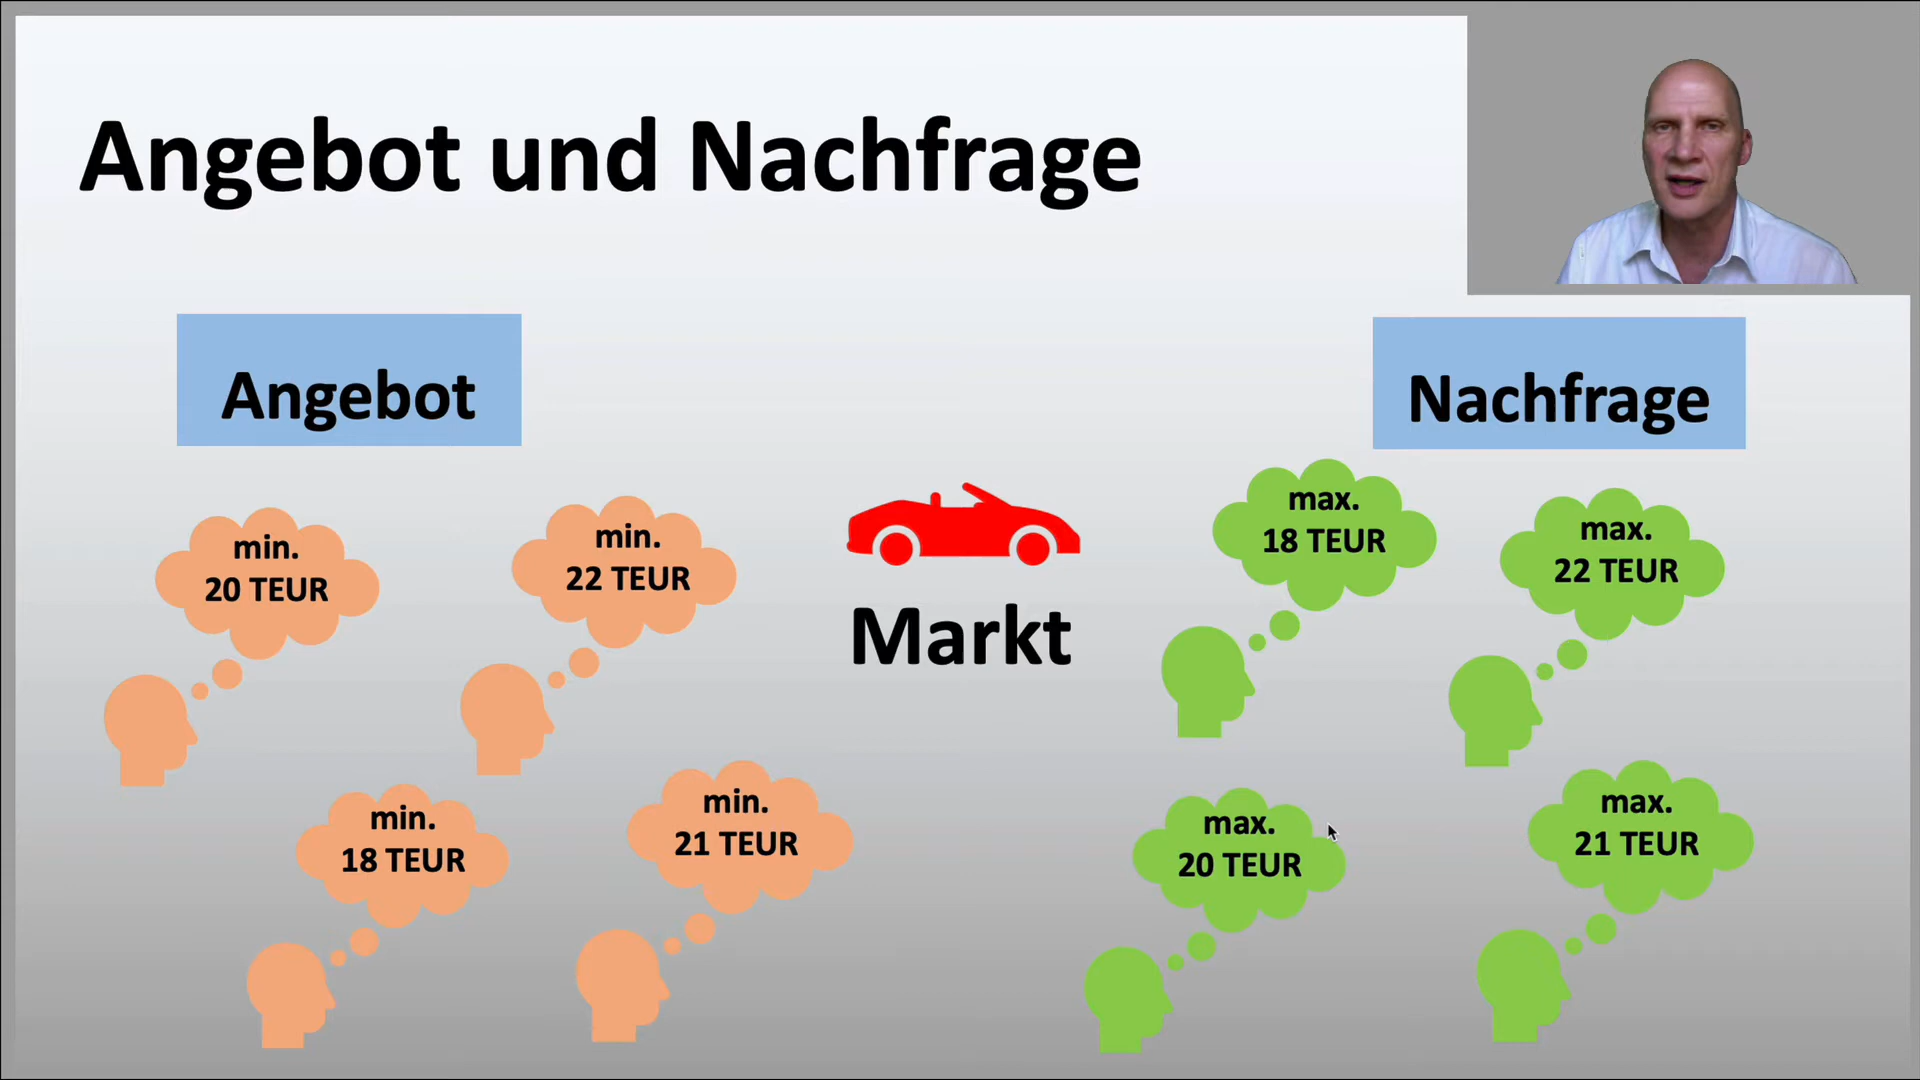 Angebot und Nachfrage
Angebot
Nachfrage
min.
20 TEUR
min.
22 TEUR
Markt
max.
18 TEUR
max.
22 TEUR
min.
18 TEUR
min.
21 TEUR
max.
20 TEUR
max.
21 TEUR